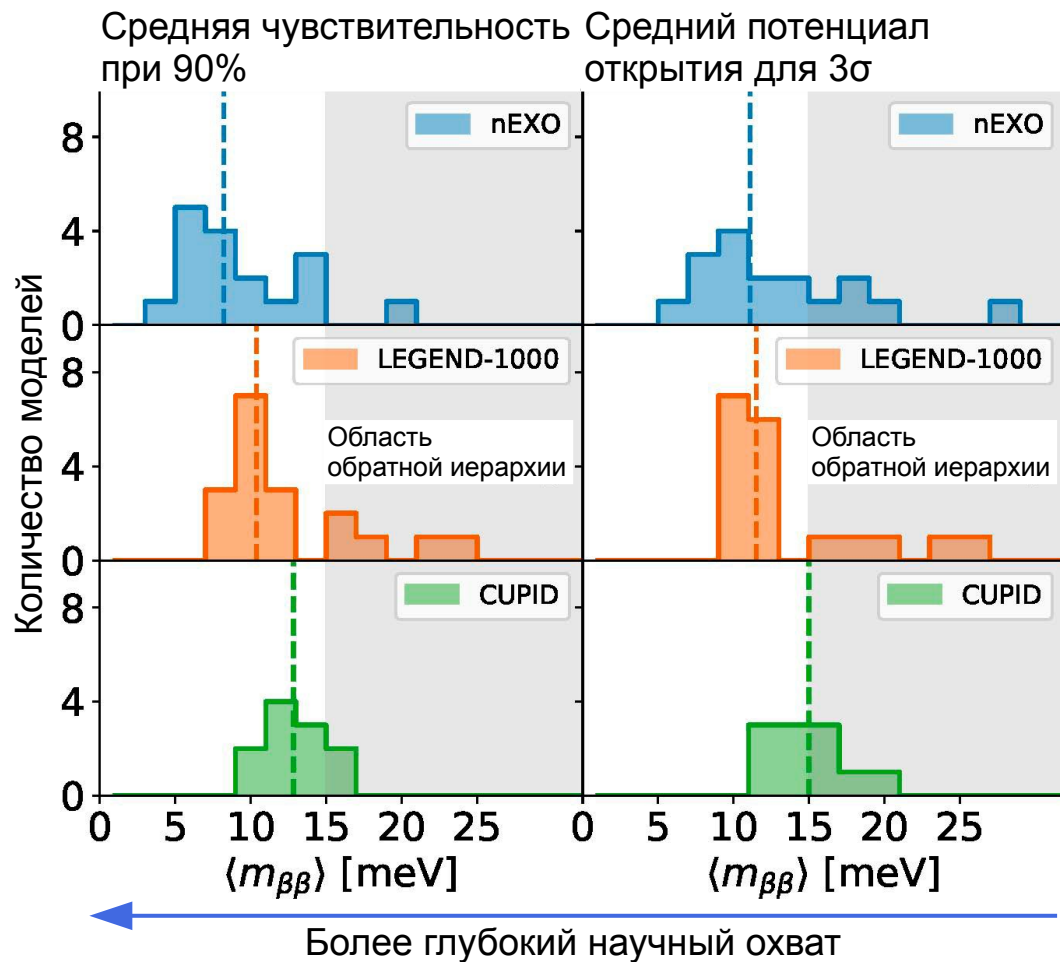 Средняя чувствительность
при 90%
Средний потенциал
открытия для 3σ
Количество моделей
8
4
0
nEXO
nEXO
8
4
0
LEGEND-1000
Область
обратной иерархии
LEGEND-1000
Область
обратной иерархии
8
4
0
CUPID
CUPID
0 5 10 15 20 25
0 5 10 15 20 25
⟨mββ⟩ [meV]
⟨mββ⟩ [meV]
Более глубокий научный охват